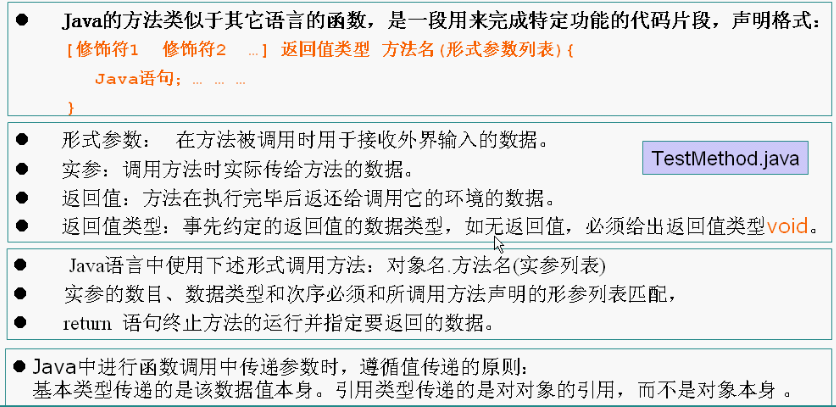 ● Java的方法类似于其它语言的函数，是一段用来完成特定功能的代码片段，声明格式：
[修饰符1 修饰符2 …] 返回值类型 方法名(形式参数列表){
Java语句；… … …
}
● 形式参数： 在方法被调用时用于接收外界输入的数据。
TestMethod.java
● 实参：调用方法时实际传给方法的数据。
● 返回值：方法在执行完毕后返还给调用它的环境的数据。
● 返回值类型：事先约定的返回值的数据类型，如无返回值，必须给出返回值类型void。
● Java语言中使用下述形式调用方法：对象名.方法名(实参列表)
● 实参的数目、数据类型和次序必须和所调用方法声明的形参列表匹配，
● return 语句终止方法的运行并指定要返回的数据。
● Java中进行函数调用中传递参数时，遵循值传递的原则：
基本类型传递的是该数据值本身。引用类型传递的是对对象的引用，而不是对象本身 。